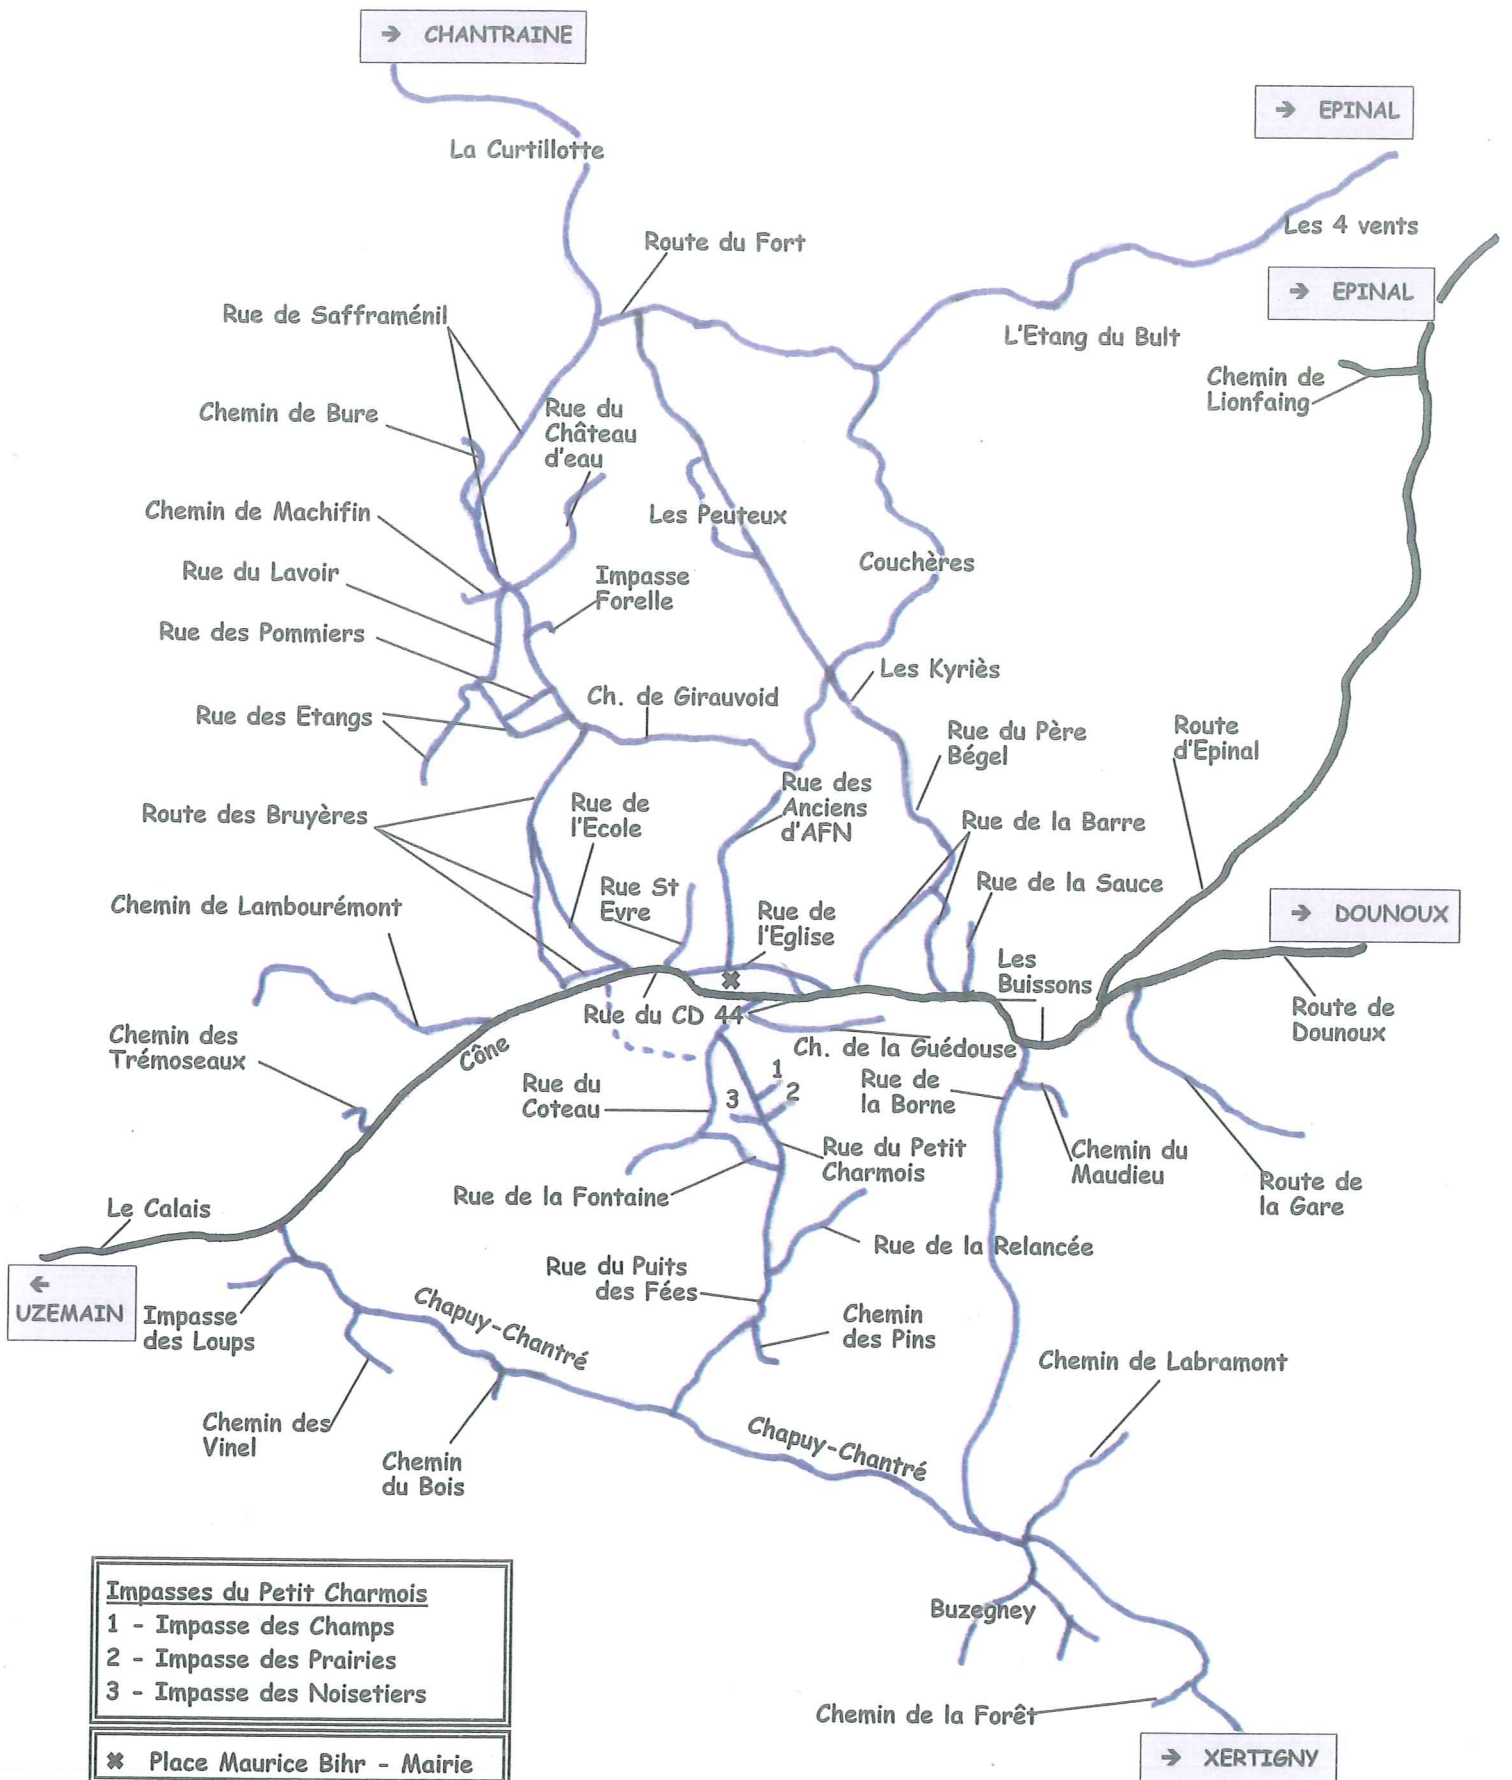 → CHANTRAINE
→ EPINAL
La Curtillotte
Les 4 vents
Route du Fort
→ EPINAL
Rue de Safframénil
L'Etang du Bult
Chemin de
Lionfaing
Chemin de Bure
Rue du
Château
d'eau
Chemin de Machifin
Les Peuteux
Couchères
Rue du Lavoir
Impasse
Forelle
Rue des Pommiers
Les Kyriès
Ch. de Girauvoid
Rue des Etangs
Rue du Père
Bégel
Route
d'Epinal
Rue des
Anciens
d'AFN
Route des Bruyères
Rue de
l'Ecole
Rue de la Barre
Rue St
Evre
Rue de la Sauce
Chemin de Lambourémont
Rue de
l'Eglise
→ DOUNOUX
Les
Buissons
Rue du CD 44
Route de
Dounoux
Chemin des
Trémoseaux
Cône
Ch. de la Guédouse
Rue du
Coteau
1
2
3
Rue de
la Borne
Rue du Petit
Charmois
Chemin du
Maudieu
Route de
la Gare
Rue de la Fontaine
Le Calais
Rue de la Relancée
Rue du Puits
des Fées
←
UZEMAIN
Impasse
des Loups
Chapuy-Chantré
Chemin
des Pins
Chemin de Labramont
Chemin des
Vinel
Chemin
du Bois
Chapuy-Chantré
Impasses du Petit Charmois
1 - Impasse des Champs
2 - Impasse des Prairies
3 - Impasse des Noisetiers
Buzegney
Chemin de la Forêt
✖ Place Maurice Bihr - Mairie
→ XERTIGNY